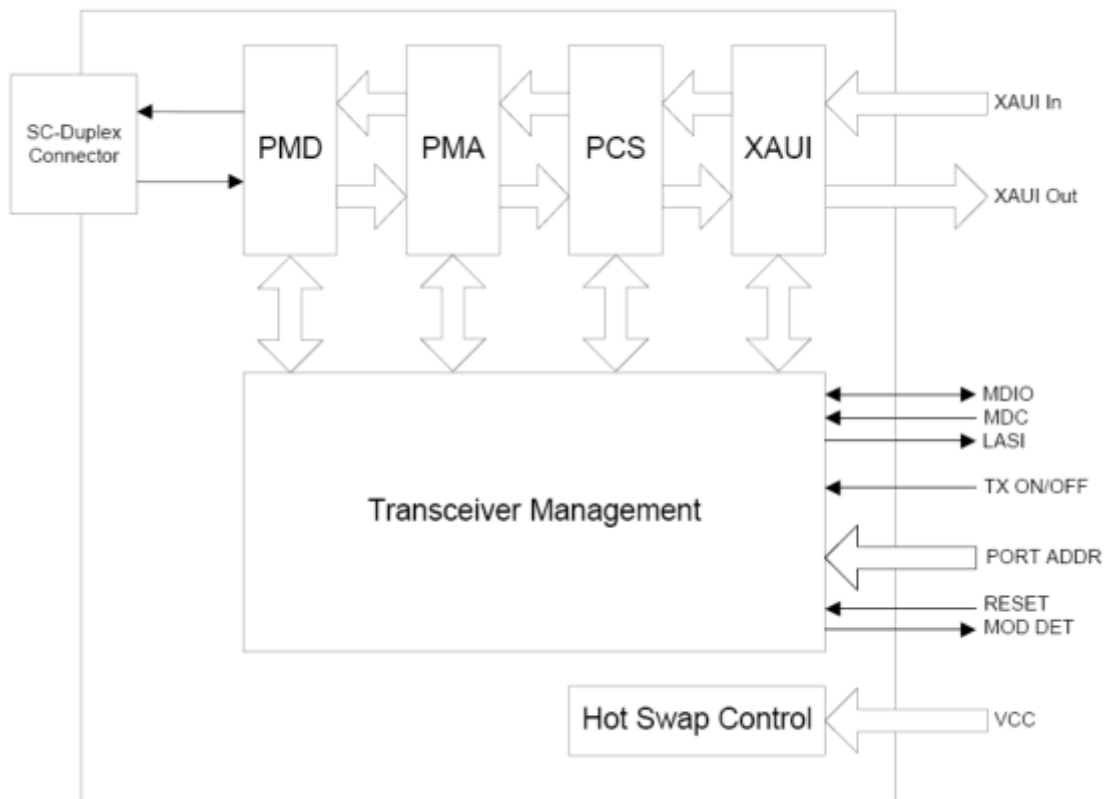 SC-Duplex
Connector
PMD
PMA
PCS
XAUI
XAUI In
XAUI Out
Transceiver Management
MDIO
MDC
LASI
TX ON/OFF
PORT ADDR
RESET
MOD DET
Hot Swap Control
VCC